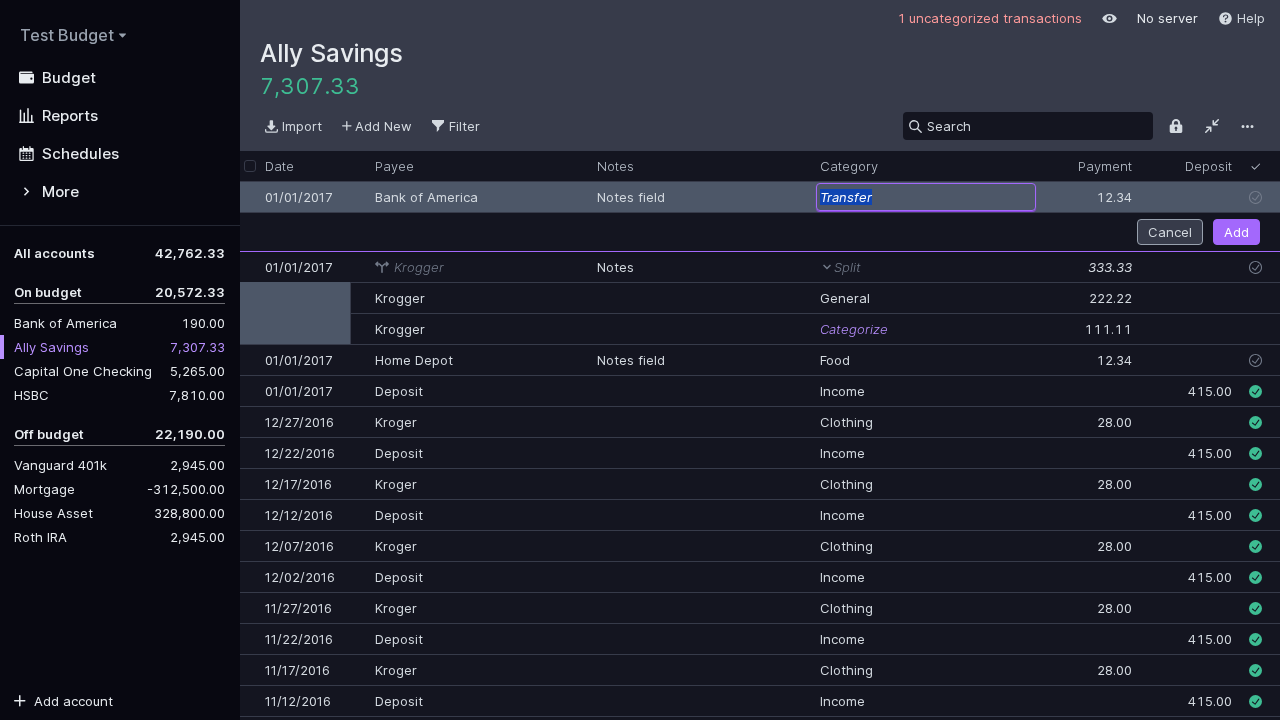 Test Budget
Budget
Reports
Schedules
More
All accounts 42,762.33
On budget 20,572.33
Bank of America 190.00
Ally Savings 7,307.33
Capital One Checking 5,265.00
HSBC 7,810.00
Off budget 22,190.00
Vanguard 401k 2,945.00
Mortgage -312,500.00
House Asset 328,800.00
Roth IRA 2,945.00
Add account
1 uncategorized transactions No server Help
Ally Savings
7,307.33
Import Add New Filter Search
Date Payee Notes Category Payment Deposit
01/01/2017 Bank of America Notes field Transfer 12.34
Cancel Add
01/01/2017 Krogger Notes Split 333.33
Krogger General 222.22
Krogger Categorize 111.11
01/01/2017 Home Depot Notes field Food 12.34
01/01/2017 Deposit Income 415.00
12/27/2016 Kroger Clothing 28.00
12/22/2016 Deposit Income 415.00
12/17/2016 Kroger Clothing 28.00
12/12/2016 Deposit Income 415.00
12/07/2016 Kroger Clothing 28.00
12/02/2016 Deposit Income 415.00
11/27/2016 Kroger Clothing 28.00
11/22/2016 Deposit Income 415.00
11/17/2016 Kroger Clothing 28.00
11/12/2016 Deposit Income 415.00